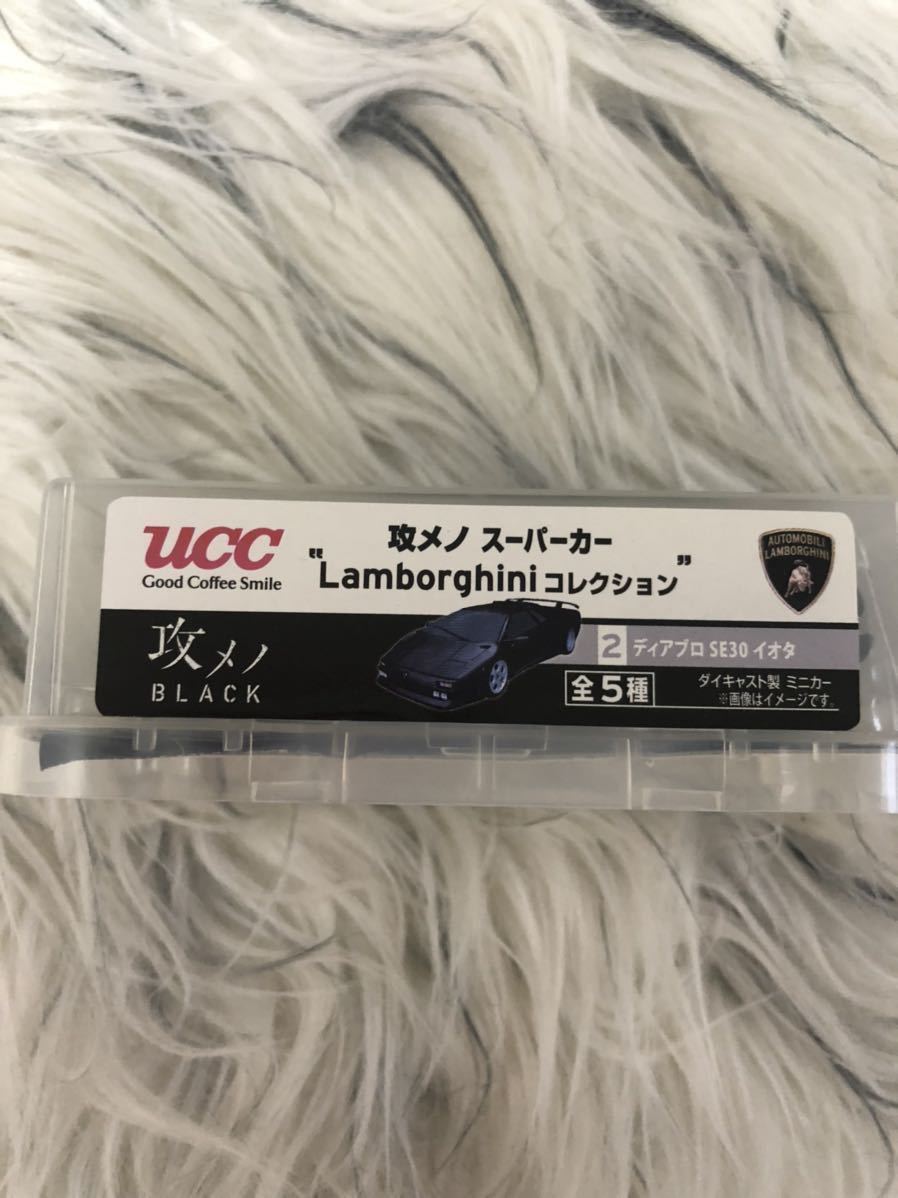 ucc
Good Coffee Smile
攻メノ スーパーカー
"Lamborghini コレクション"
AUTOMOBILI
LAMBORGHINI
攻メノ
BLACK
2 ディアブロ SE30 イオタ
全5種
ダイキャスト製 ミニカー
※画像はイメージです。